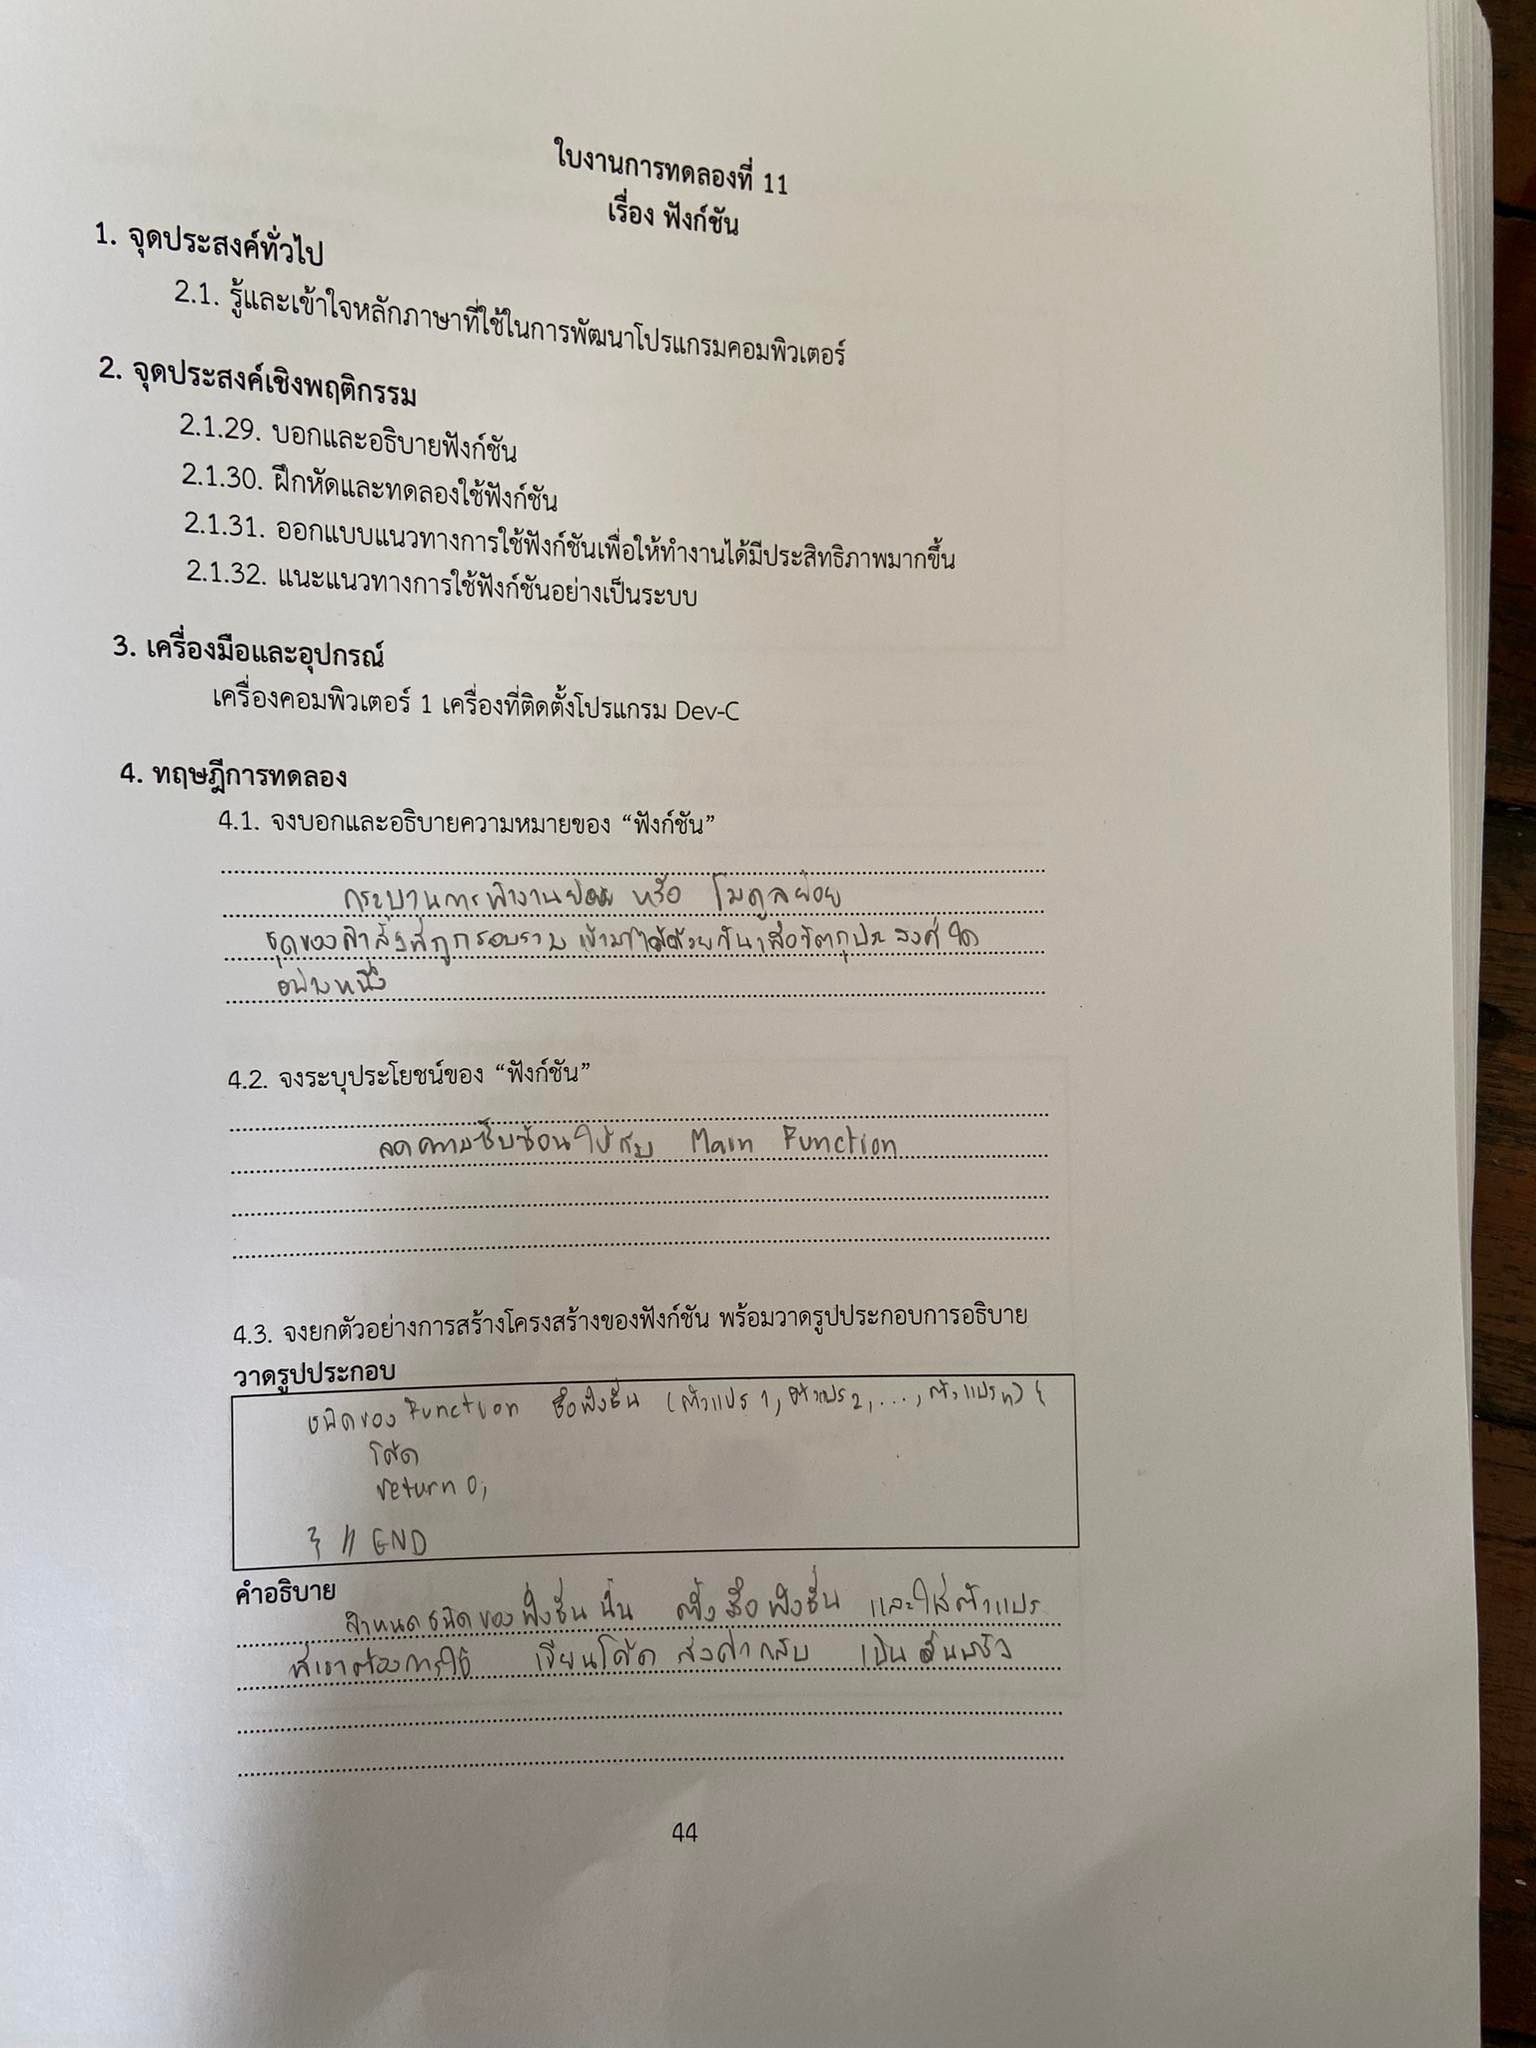 ใบงานการทดลองที่ 11
เรื่อง ฟังก์ชัน
1. จุดประสงค์ทั่วไป
2.1. รู้และเข้าใจหลักภาษาที่ใช้ในการพัฒนาโปรแกรมคอมพิวเตอร์
2. จุดประสงค์เชิงพฤติกรรม
2.1.29. บอกและอธิบายฟังก์ชัน
2.1.30. ฝึกหัดและทดลองใช้ฟังก์ชัน
2.1.31. ออกแบบแนวทางการใช้ฟังก์ชันเพื่อให้ทำงานได้มีประสิทธิภาพมากขึ้น
2.1.32. แนะแนวทางการใช้ฟังก์ชันอย่างเป็นระบบ
3. เครื่องมือและอุปกรณ์
เครื่องคอมพิวเตอร์ 1 เครื่องที่ติดตั้งโปรแกรม Dev-C
4. ทฤษฎีการทดลอง
4.1. จงบอกและอธิบายความหมายของ “ฟังก์ชัน”
กระบวนการทำงานย่อย หรือ โมดูลย่อย
ชุดของคำสั่งที่ถูกรวบรวมเข้ามาไว้ด้วยกันเพื่อวัตถุประสงค์ใด
อย่างหนึ่ง
4.2. จงระบุประโยชน์ของ “ฟังก์ชัน”
ลดความซับซ้อนให้กับ Main Function
4.3. จงยกตัวอย่างการสร้างโครงสร้างของฟังก์ชัน พร้อมวาดรูปประกอบการอธิบาย
วาดรูปประกอบ
ชนิดของ Function ชื่อฟังชั่น (ตัวแปร 1, ตัวแปร 2, ..., ตัวแปร n) {
โค้ด
return 0;
} // END
คำอธิบาย
กำหนดชนิดของฟังชั่นนั้น ตั้งชื่อฟังชั่น และใส่ตัวแปร
ที่เราต้องการใช้ เขียนโค้ด ส่งค่ากลับ เป็นอันเสร็จ
44